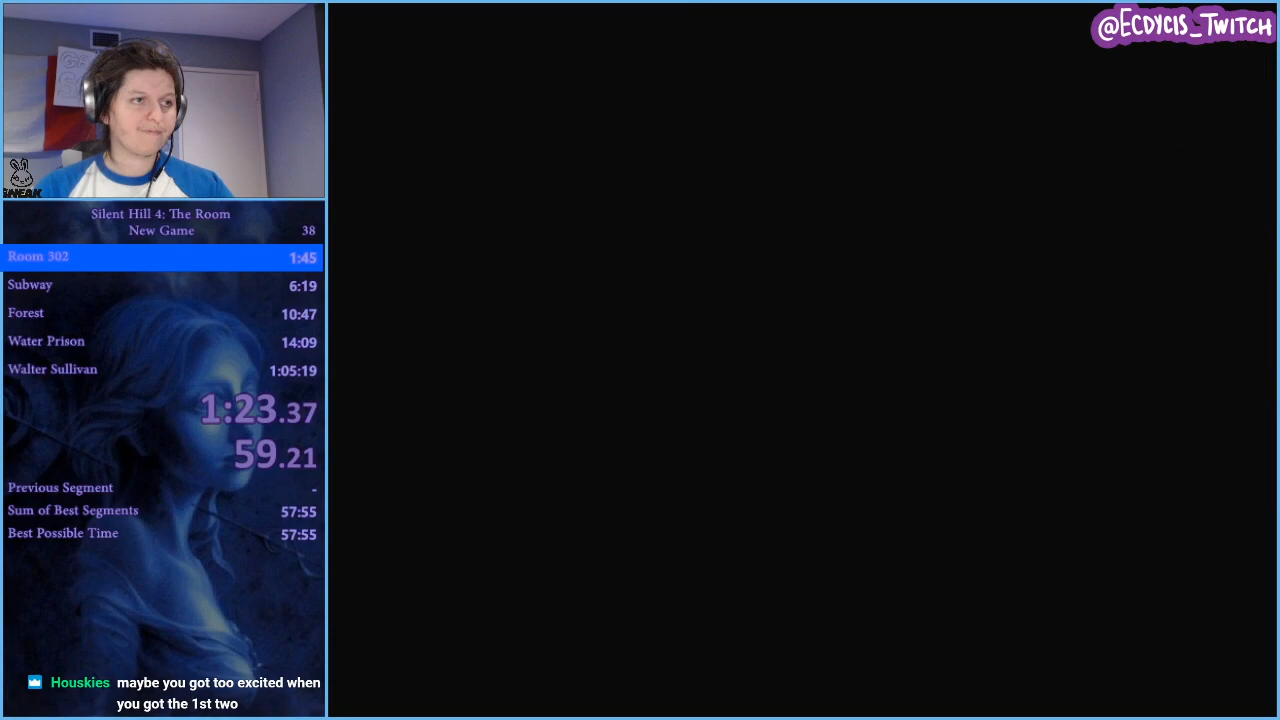 @ECDYCIS_TWITCH
SNEAK
Silent Hill 4: The Room
New Game 38
Room 302 1:45
Subway 6:19
Forest 10:47
Water Prison 14:09
Walter Sullivan 1:05:19
1:23.37
59.21
Previous Segment -
Sum of Best Segments 57:55
Best Possible Time 57:55
Houskies maybe you got too excited when
you got the 1st two